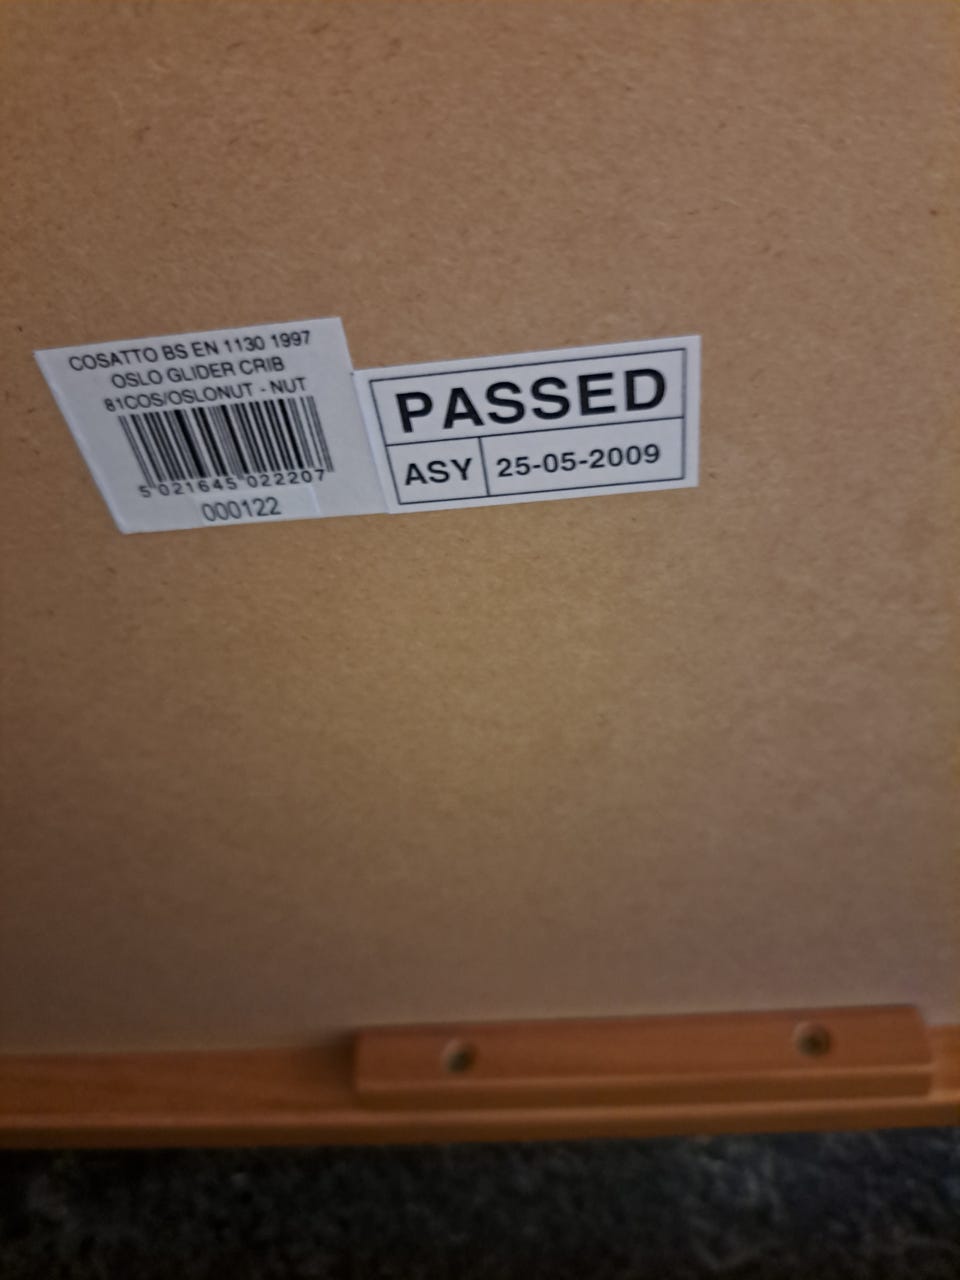 COSATTO BS EN 1130 1997
OSLO GLIDER CRIB
81COS/OSLONUT - NUT
5 021645 022207
000122
PASSED
ASY 25-05-2009